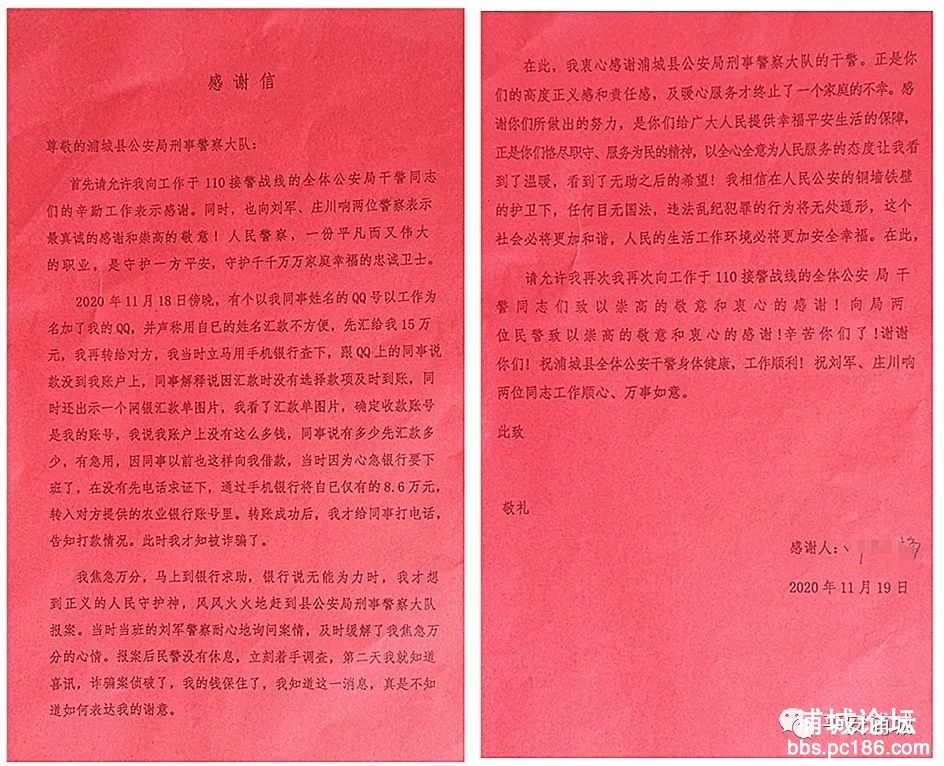 感谢信
尊敬的浦城县公安局刑事警察大队：
首先请允许我向工作于 110 接警战线的全体公安局干警同志
们的辛勤工作表示感谢。同时，也向刘军、庄川响两位警察表示
最真诚的感谢和崇高的敬意！人民警察，一份平凡而又伟大
的职业，是守护一方平安，守护千千万万家庭幸福的忠诚卫士。
2020 年 11 月 18 日傍晚，有个以我同事姓名的 QQ 号以工作为
名加了我的 QQ，并声称用自已的姓名汇款不方便，先汇给我 15 万
元，我再转给对方，我当时立马用手机银行查下，跟 QQ 上的同事说
款没到我账户上，同事解释说因汇款时没有选择款项及时到账，同
时还出示一个网银汇款单图片，我看了汇款单图片，确定收款账号
是我的账号，我说我账户上没有这么多钱，同事说有多少先汇款多
少，有急用，因同事以前也这样向我借款，当时因为心急银行要下
班了，在没有先电话求证下，通过手机银行将自已仅有的 8.6 万元，
转入对方提供的农业银行账号里。转账成功后，我才给同事打电话，
告知打款情况。此时我才知被诈骗了。
我焦急万分，马上到银行求助，银行说无能为力时，我才想
到正义的人民守护神，风风火火地赶到县公安局刑事警察大队
报案。当时当班的刘军警察耐心地询问案情，及时缓解了我焦急万
分的心情。报案后民警没有休息，立刻着手调查，第二天我就知道
喜讯，诈骗案侦破了，我的钱保住了，我知道这一消息，真是不知
道如何表达我的谢意。
在此，我衷心感谢浦城县公安局刑事警察大队的干警。正是你
们的高度正义感和责任感，及暖心服务才终止了一个家庭的不幸。感
谢你们所做出的努力，是你们给广大人民提供幸福平安生活的保障，
正是你们恪尽职守、服务为民的精神，以全心全意为人民服务的态度让我看
到了温暖，看到了无助之后的希望！我相信在人民公安的铜墙铁壁
的护卫下，任何目无国法，违法乱纪犯罪的行为将无处遁形，这个
社会必将更加和谐，人民的生活工作环境必将更加安全幸福。在此，
请允许我再次我再次向工作于 110 接警战线的全体公安 局 干
警同志们致以崇高的敬意和衷心的感谢！向局两
位民警致以崇高的敬意和衷心的感谢！辛苦你们了！谢谢
你们！祝浦城县全体公安干警身体健康，工作顺利！祝刘军、庄川响
两位同志工作顺心、万事如意。
此致
敬礼
感谢人：
2020 年 11 月 19 日
浦城论坛
bbs.pc186.com